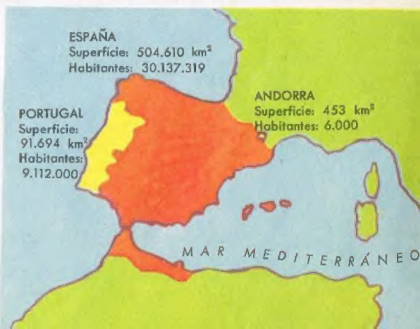 ESPAÑA
Superficie: 504.610 km²
Habitantes: 30.137.319
ANDORRA
Superficie: 453 km²
Habitantes: 6.000
PORTUGAL
Superficie:
91.694 km²
Habitantes:
9.112.000
MAR MEDITERRÁNEO